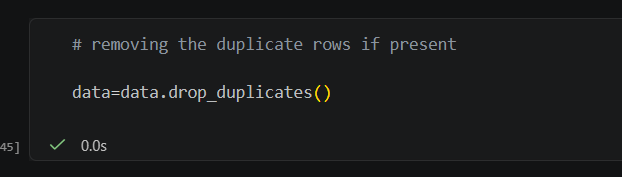 # removing the duplicate rows if present
data=data.drop_duplicates()
45]
0.0s